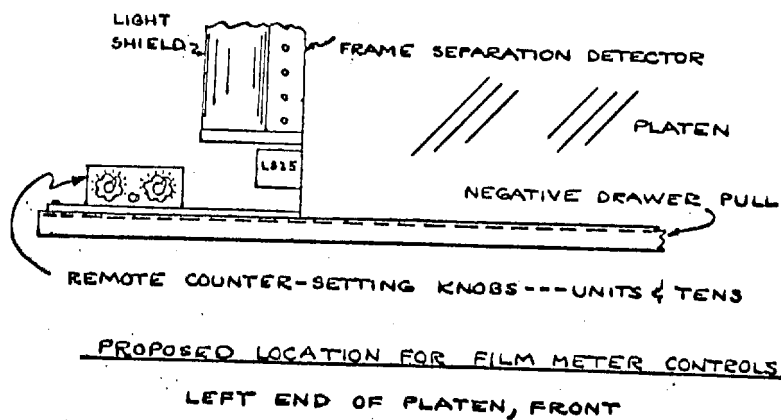 LIGHT
SHIELD
FRAME SEPARATION DETECTOR
PLATEN
LS25
NEGATIVE DRAWER PULL
REMOTE COUNTER-SETTING KNOBS---UNITS & TENS
PROPOSED LOCATION FOR FILM METER CONTROLS
LEFT END OF PLATEN, FRONT